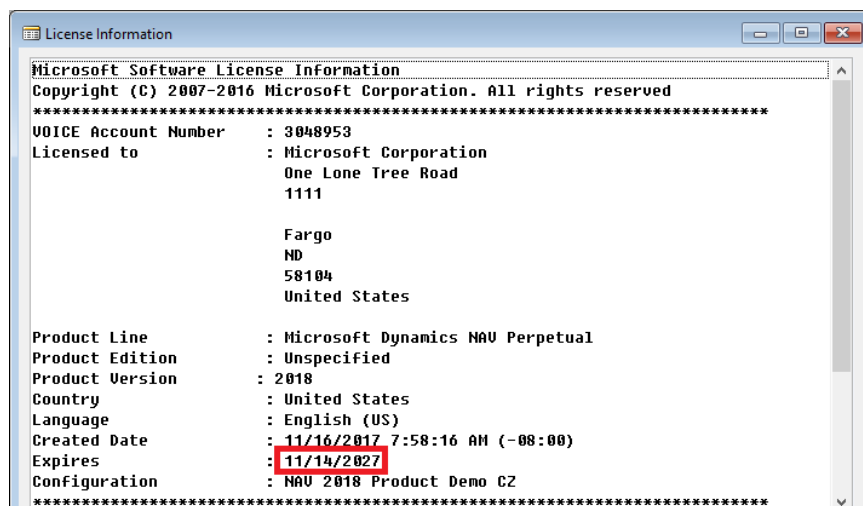 License Information
Microsoft Software License Information
Copyright (C) 2007-2016 Microsoft Corporation. All rights reserved
*******************************************************************************
VOICE Account Number : 3048953
Licensed to : Microsoft Corporation
One Lone Tree Road
1111
Fargo
ND
58104
United States
Product Line : Microsoft Dynamics NAV Perpetual
Product Edition : Unspecified
Product Version : 2018
Country : United States
Language : English (US)
Created Date : 11/16/2017 7:58:16 AM (-08:00)
Expires : 11/14/2027
Configuration : NAV 2018 Product Demo CZ
*******************************************************************************